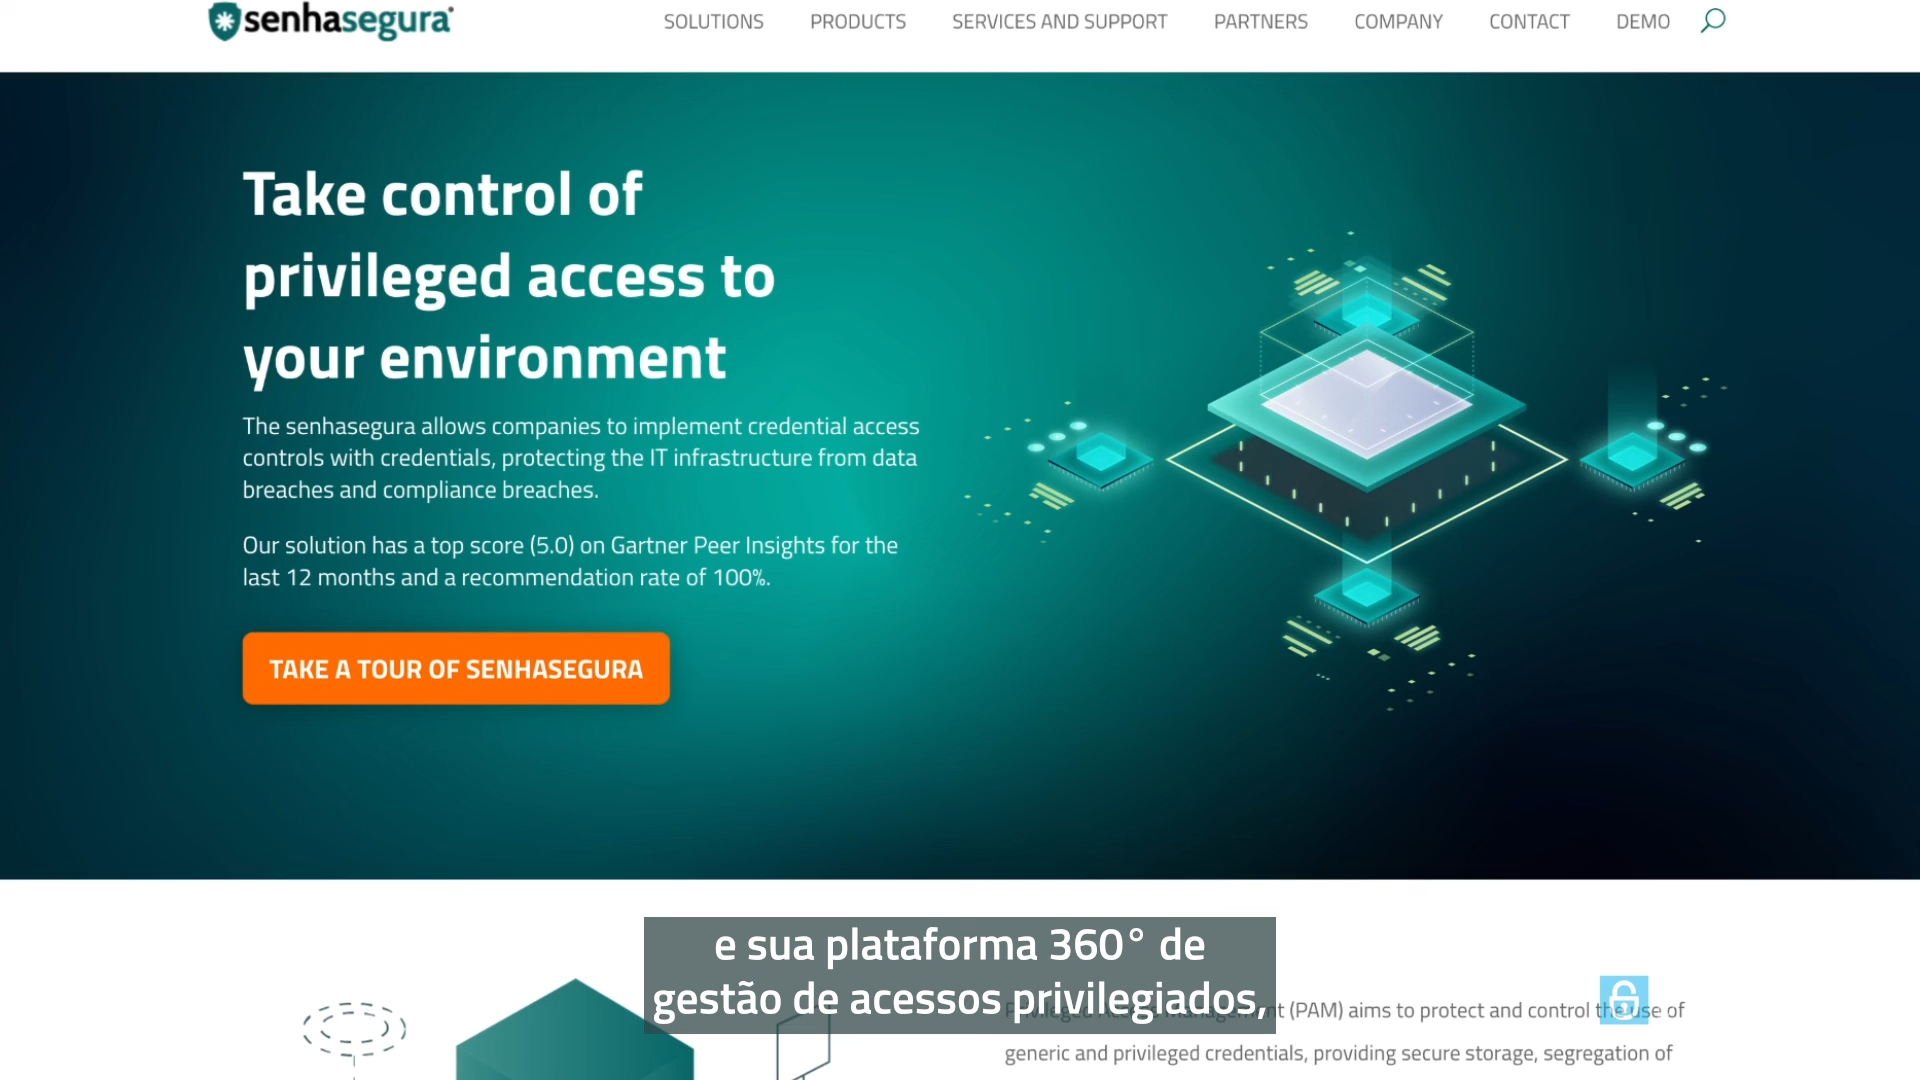 senhasegura
SOLUTIONS PRODUCTS SERVICES AND SUPPORT PARTNERS COMPANY CONTACT DEMO
Take control of
privileged access to
your environment
The senhasegura allows companies to implement credential access
controls with credentials, protecting the IT infrastructure from data
breaches and compliance breaches.
Our solution has a top score (5.0) on Gartner Peer Insights for the
last 12 months and a recommendation rate of 100%.
TAKE A TOUR OF SENHASEGURA
e sua plataforma 360° de
gestão de acessos privilegiados,
(PAM) aims to protect and control the use of
generic and privileged credentials, providing secure storage, segregation of